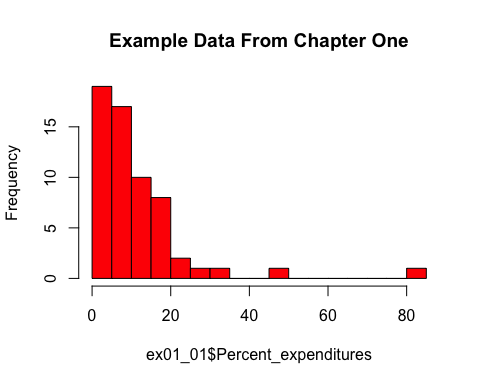 Example Data From Chapter One
Frequency
15
10
5
0
0 20 40 60 80
ex01_01$Percent_expenditures